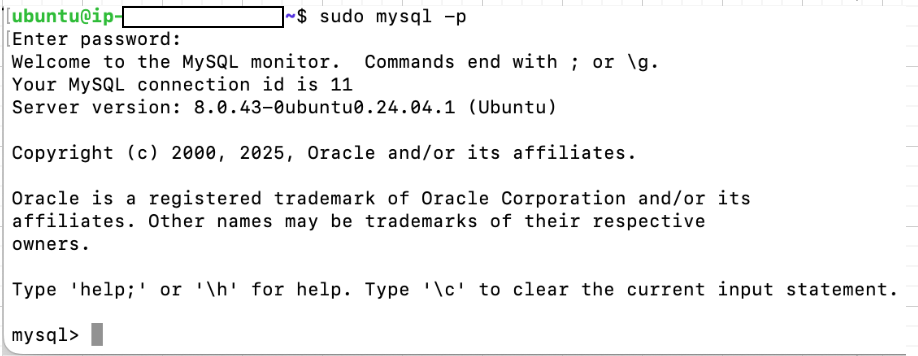 [ubuntu@ip-~$ sudo mysql -p
[Enter password:
Welcome to the MySQL monitor.  Commands end with ; or \g.
Your MySQL connection id is 11
Server version: 8.0.43-0ubuntu0.24.04.1 (Ubuntu)

Copyright (c) 2000, 2025, Oracle and/or its affiliates.

Oracle is a registered trademark of Oracle Corporation and/or its
affiliates. Other names may be trademarks of their respective
owners.

Type 'help;' or '\h' for help. Type '\c' to clear the current input statement.

mysql>